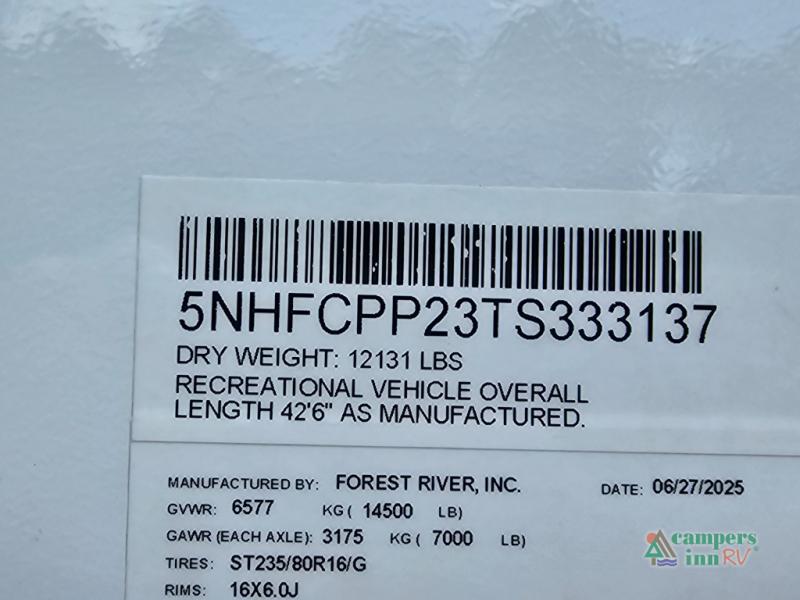 5NHFCPP23TS333137
DRY WEIGHT: 12131 LBS
RECREATIONAL VEHICLE OVERALL
LENGTH 42'6" AS MANUFACTURED.
MANUFACTURED BY: FOREST RIVER, INC. DATE: 06/27/2025
GVWR: 6577 KG ( 14500 LB)
GAWR (EACH AXLE): 3175 KG ( 7000 LB)
TIRES: ST235/80R16/G
RIMS: 16X6.0J
campers
inn RV®